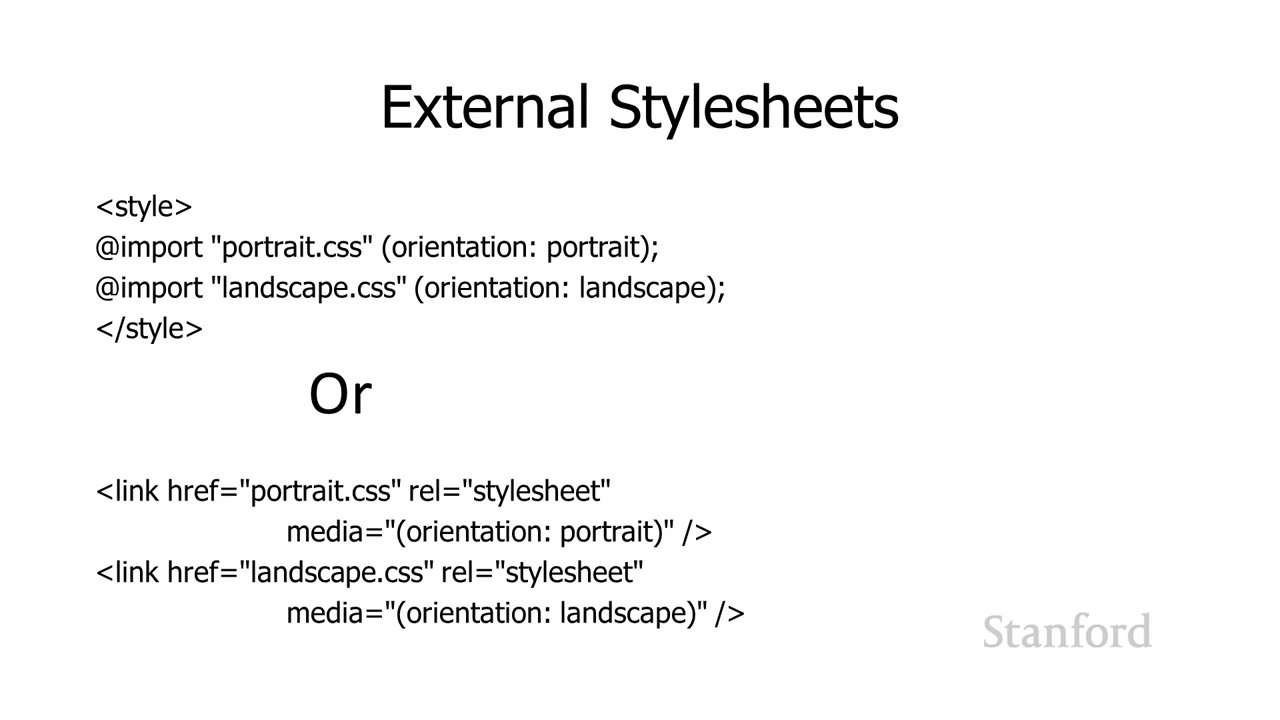 External Stylesheets
<style>
@import "portrait.css" (orientation: portrait);
@import "landscape.css" (orientation: landscape);
</style>
Or
<link href="portrait.css" rel="stylesheet"
media="(orientation: portrait)" />
<link href="landscape.css" rel="stylesheet"
media="(orientation: landscape)" />
Stanford